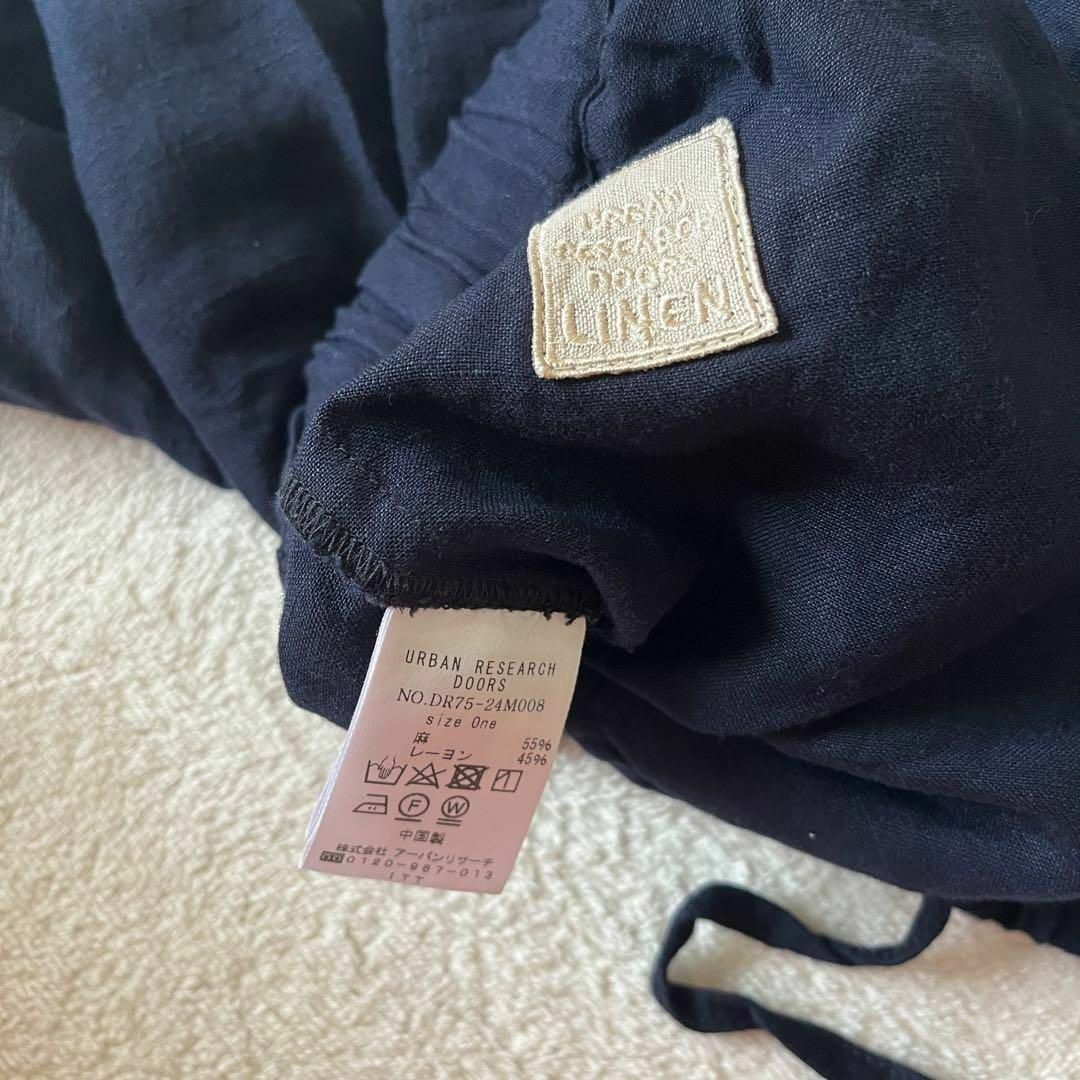 URBAN
RESEARCH
DOORS
LINEN
URBAN RESEARCH
DOORS
NO.DR75-24M008
size One
麻 55%
レーヨン 45%
F W
中国製
株式会社 アーバンリサーチ
0120-967-013
ITT